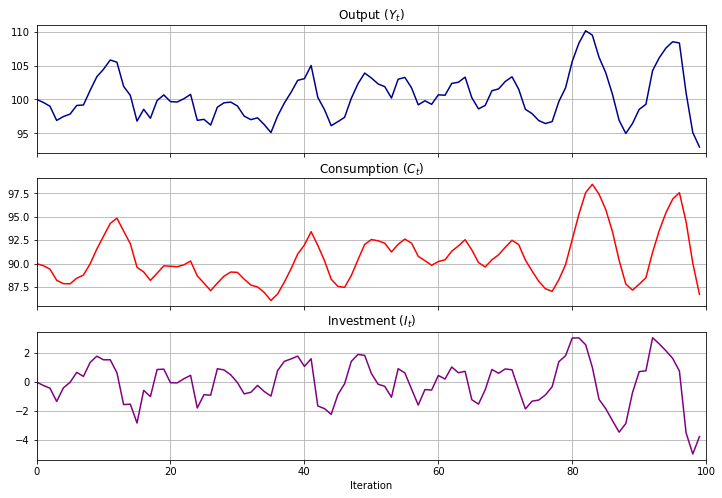 Output (Y_t)
110
105
100
95
Consumption (C_t)
97.5
95.0
92.5
90.0
87.5
Investment (I_t)
2
0
−2
−4
0 20 40 60 80 100
Iteration